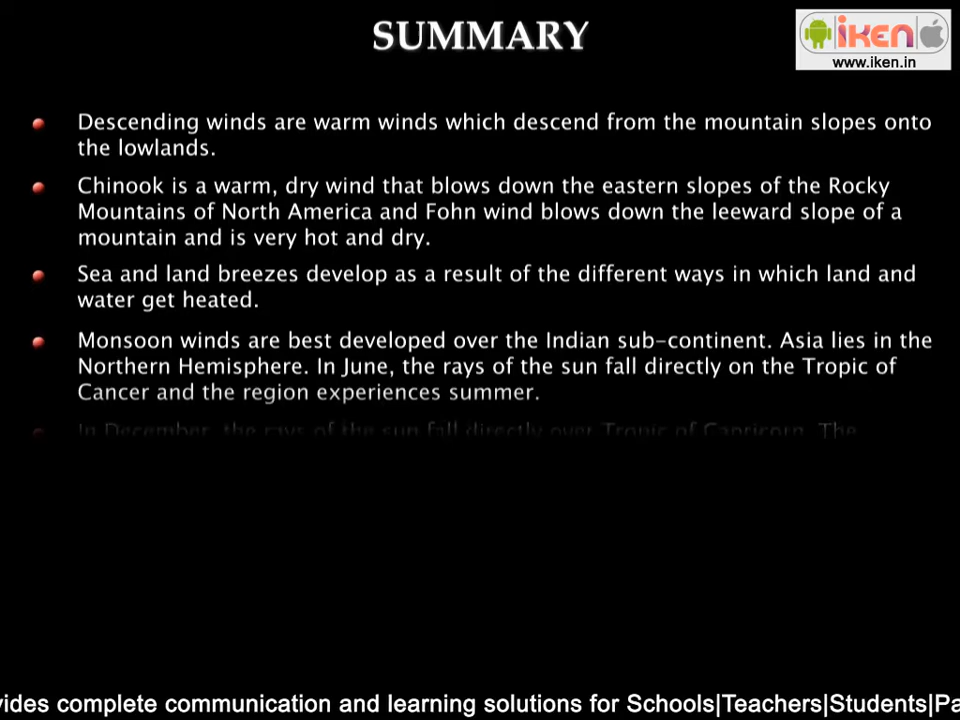 SUMMARY
iKEN
www.iken.in
Descending winds are warm winds which descend from the mountain slopes onto
the lowlands.
Chinook is a warm, dry wind that blows down the eastern slopes of the Rocky
Mountains of North America and Fohn wind blows down the leeward slope of a
mountain and is very hot and dry.
Sea and land breezes develop as a result of the different ways in which land and
water get heated.
Monsoon winds are best developed over the Indian sub-continent. Asia lies in the
Northern Hemisphere. In June, the rays of the sun fall directly on the Tropic of
Cancer and the region experiences summer.
In December, the rays of the sun fall directly over Tropic of Capricorn. The
vides complete communication and learning solutions for Schools|Teachers|Students|Pa